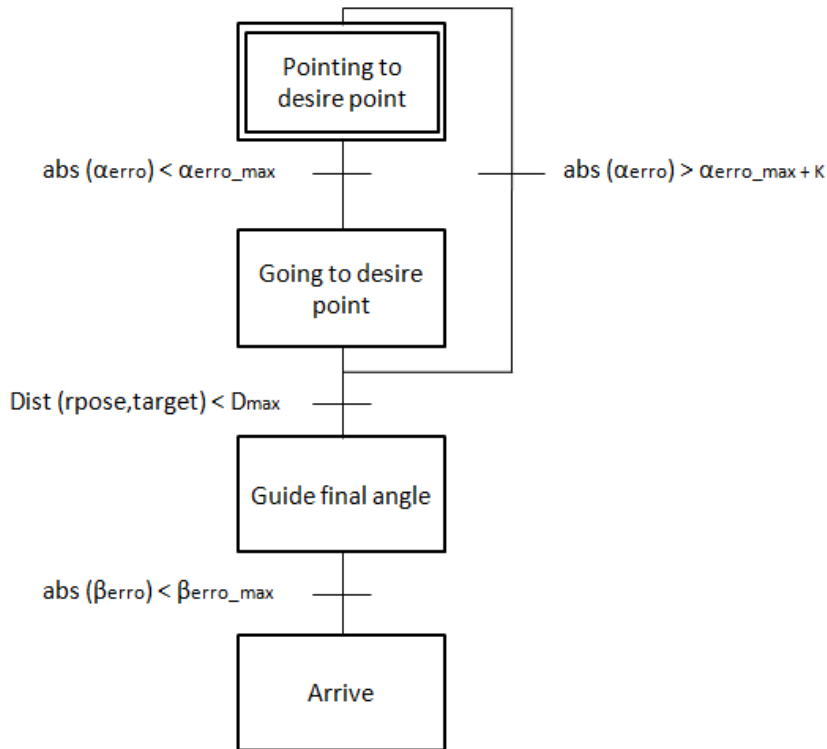 Pointing to
desire point
abs (αerro) < αerro_max
abs (αerro) > αerro_max + K
Going to desire
point
Dist (rpose,target) < Dmax
Guide final angle
abs (βerro) < βerro_max
Arrive